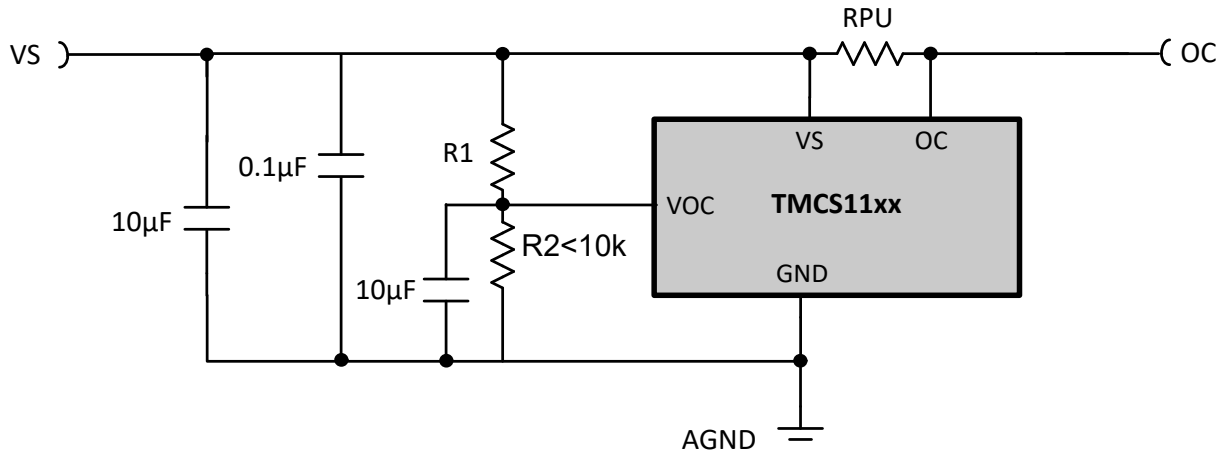 RPU
VS
OC
VS
OC
R1
0.1µF
VOC
TMCS11xx
10µF
R2<10k
GND
10µF
AGND